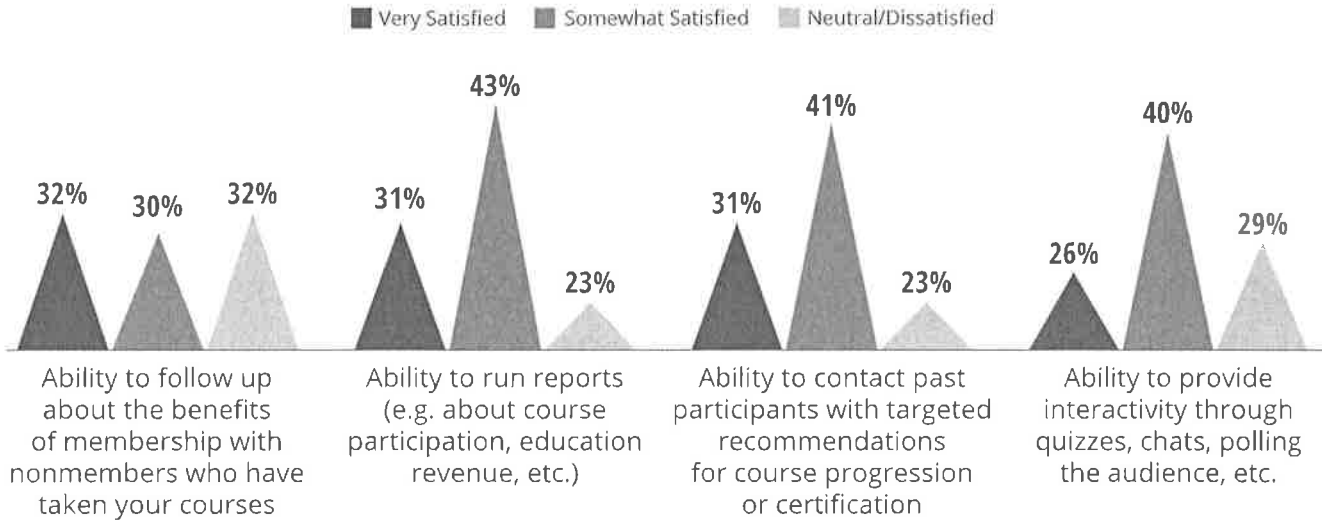 Very Satisfied Somewhat Satisfied Neutral/Dissatisfied
32% 30% 32%
31% 43% 23%
31% 41% 23%
26% 40% 29%
Ability to follow up
about the benefits
of membership with
nonmembers who have
taken your courses
Ability to run reports
(e.g. about course
participation, education
revenue, etc.)
Ability to contact past
participants with targeted
recommendations
for course progression
or certification
Ability to provide
interactivity through
quizzes, chats, polling
the audience, etc.